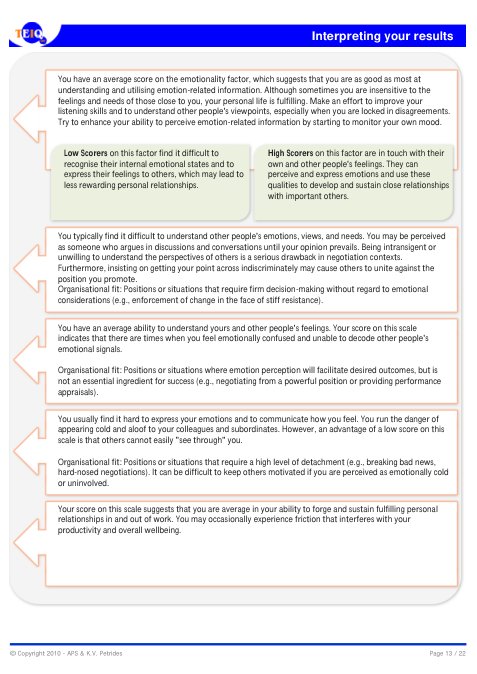 TEIQ
Interpreting your results
You have an average score on the emotionality factor, which suggests that you are as good as most at
understanding and utilising emotion-related information. Although sometimes you are insensitive to the
feelings and needs of those close to you, your personal life is fulfilling. Make an effort to improve your
listening skills and to understand other people's viewpoints, especially when you are locked in disagreements.
Try to enhance your ability to perceive emotion-related information by starting to monitor your own mood.
Low Scorers on this factor find it difficult to
recognise their internal emotional states and to
express their feelings to others, which may lead to
less rewarding personal relationships.
High Scorers on this factor are in touch with their
own and other people's feelings. They can
perceive and express emotions and use these
qualities to develop and sustain close relationships
with important others.
You typically find it difficult to understand other people's emotions, views, and needs. You may be perceived
as someone who argues in discussions and conversations until your opinion prevails. Being intransigent or
unwilling to understand the perspectives of others is a serious drawback in negotiation contexts.
Furthermore, insisting on getting your point across indiscriminately may cause others to unite against the
position you promote.
Organisational fit: Positions or situations that require firm decision-making without regard to emotional
considerations (e.g., enforcement of change in the face of stiff resistance).
You have an average ability to understand yours and other people's feelings. Your score on this scale
indicates that there are times when you feel emotionally confused and unable to decode other people's
emotional signals.
Organisational fit: Positions or situations where emotion perception will facilitate desired outcomes, but is
not an essential ingredient for success (e.g., negotiating from a powerful position or providing performance
appraisals).
You usually find it hard to express your emotions and to communicate how you feel. You run the danger of
appearing cold and aloof to your colleagues and subordinates. However, an advantage of a low score on this
scale is that others cannot easily "see through" you.
Organisational fit: Positions or situations that require a high level of detachment (e.g., breaking bad news,
hard-nosed negotiations). It can be difficult to keep others motivated if you are perceived as emotionally cold
or uninvolved.
Your score on this scale suggests that you are average in your ability to forge and sustain fulfilling personal
relationships in and out of work. You may occasionally experience friction that interferes with your
productivity and overall wellbeing.
© Copyright 2010 - APS & K.V. Petrides
Page 13 / 22